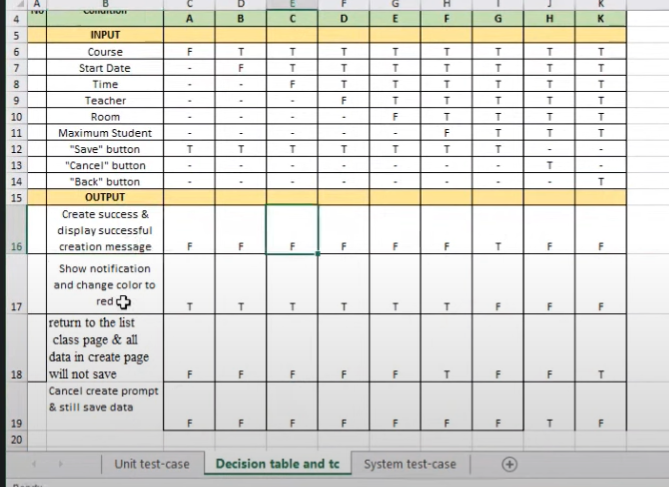 A B C D E F G H I J K
4 No Condition A B C D E F G H K
5 INPUT
6 Course F T T T T T T T T
7 Start Date - F T T T T T T T
8 Time - - F T T T T T T
9 Teacher - - - F T T T T T
10 Room - - - - F T T T T
11 Maximum Student - - - - - F T T T
12 "Save" button T T T T T T T - -
13 "Cancel" button - - - - - - - T -
14 "Back" button - - - - - - - - T
15 OUTPUT
Create success &
display successful
16 creation message F F F F F F T F F
Show notification
and change color to
17 red T T T T T T F F F
return to the list
class page & all
data in create page
18 will not save F F F F F T F F T
Cancel create prompt
& still save data
19 F F F F F F F T F
20
Unit test-case Decision table and tc System test-case